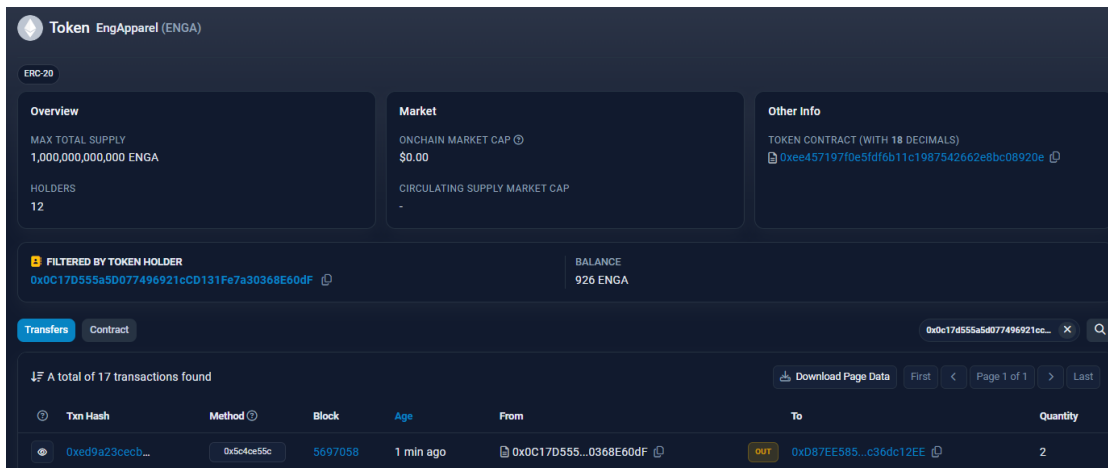 Token EngApparel (ENGA)
ERC-20
Overview
MAX TOTAL SUPPLY
1,000,000,000,000 ENGA
HOLDERS
12
Market
ONCHAIN MARKET CAP
$0.00
CIRCULATING SUPPLY MARKET CAP
-
Other Info
TOKEN CONTRACT (WITH 18 DECIMALS)
0xee457197f0e5fdf6b11c1987542662e8bc08920e
FILTERED BY TOKEN HOLDER
0x0C17D555a5D077496921cCD131Fe7a30368E60dF
BALANCE
926 ENGA
Transfers Contract 0x0c17d555a5d077496921cc...
A total of 17 transactions found Download Page Data First < Page 1 of 1 > Last
Txn Hash Method Block Age From To Quantity
0xed9a23cecb... 0x5c4ce55c 5697058 1 min ago 0x0C17D555...0368E60dF OUT 0xD87EE585...c36dc12EE 2